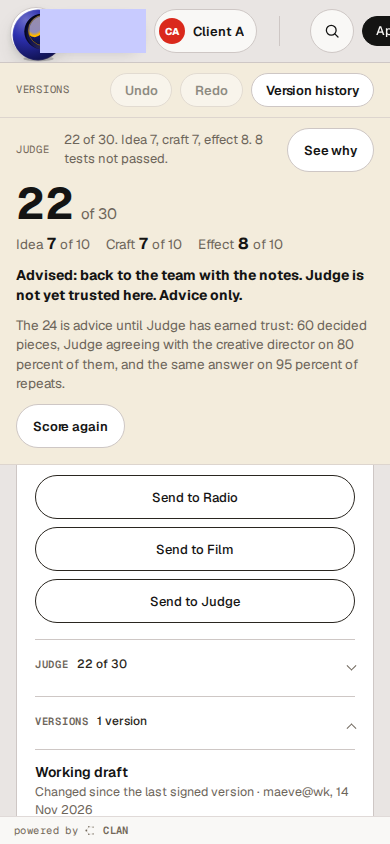 CA Client A
Ap
VERSIONS
Undo
Redo
Version history
JUDGE
22 of 30. Idea 7, craft 7, effect 8. 8
tests not passed.
See why
22 of 30
Idea 7 of 10 Craft 7 of 10 Effect 8 of 10
Advised: back to the team with the notes. Judge is
not yet trusted here. Advice only.
The 24 is advice until Judge has earned trust: 60 decided
pieces, Judge agreeing with the creative director on 80
percent of them, and the same answer on 95 percent of
repeats.
Score again
Send to Radio
Send to Film
Send to Judge
JUDGE 22 of 30
VERSIONS 1 version
Working draft
Changed since the last signed version · maeve@wk, 14
Nov 2026
powered by CLAN